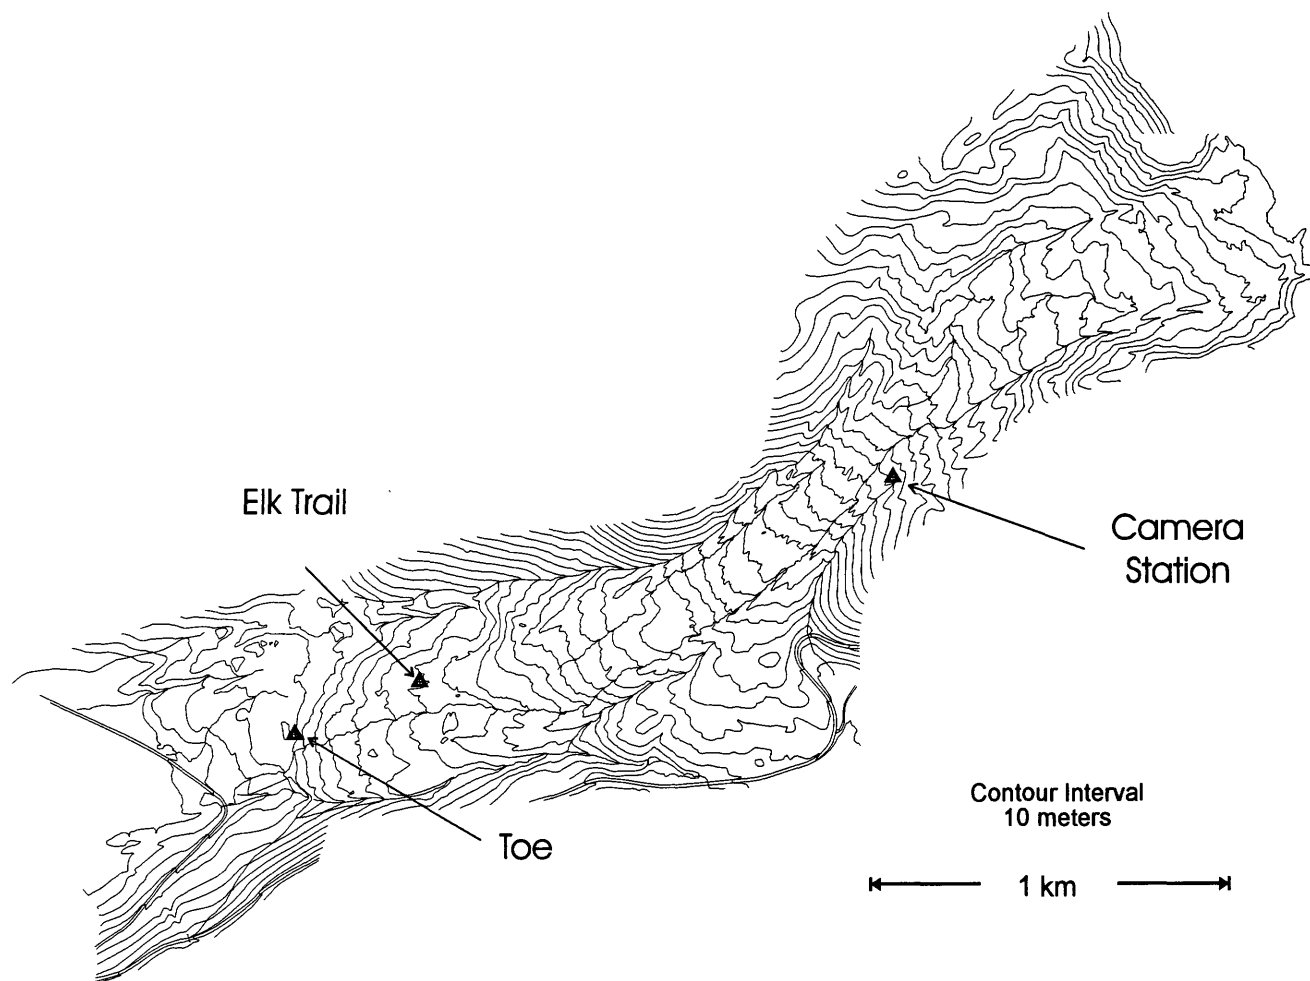 Elk Trail
Camera
Station
Contour Interval
10 meters
Toe
1 km